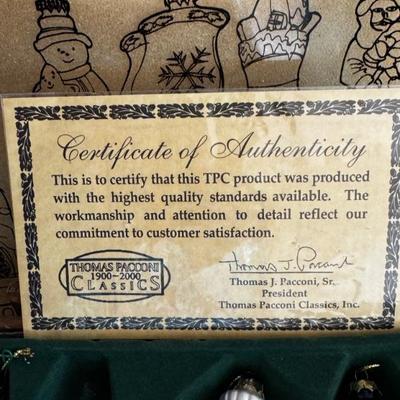 Certificate of Authenticity
This is to certify that this TPC product was produced
with the highest quality standards available. The
workmanship and attention to detail reflect our
commitment to customer satisfaction.
THOMAS PACCONI
1900-2000
CLASSICS
Thomas J. Pacconi
Thomas J. Pacconi, Sr.
President
Thomas Pacconi Classics, Inc.